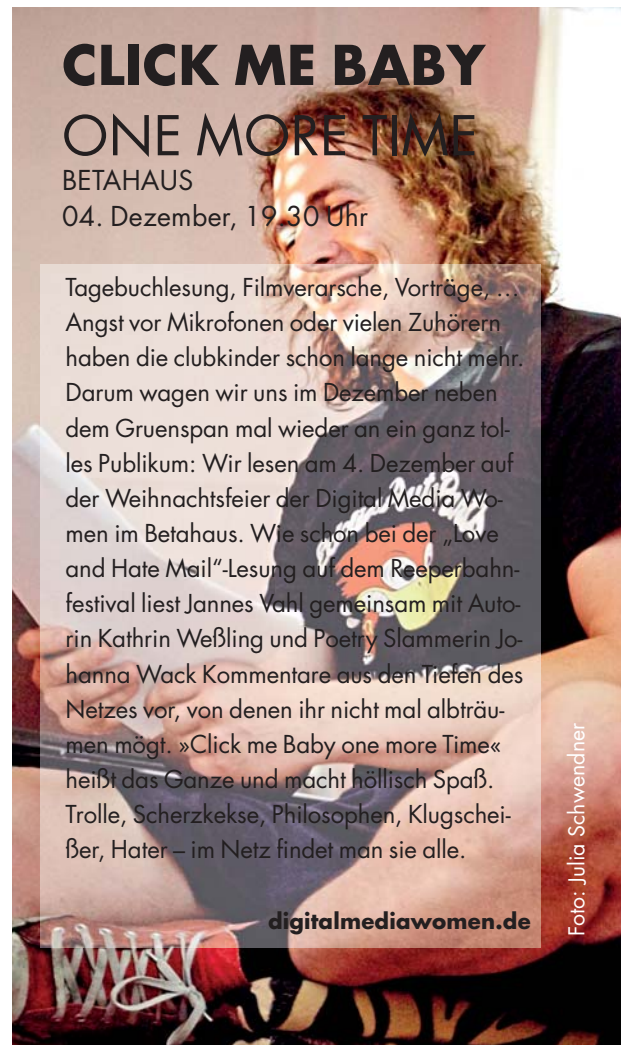 CLICK ME BABY
ONE MORE TIME
BETAHAUS
04. Dezember, 19.30 Uhr
Tagebuchlesung, Filmverarsche, Vorträge, …
Angst vor Mikrofonen oder vielen Zuhörern
haben die clubkinder schon lange nicht mehr.
Darum wagen wir uns im Dezember neben
dem Gruenspan mal wieder an ein ganz tol-
les Publikum: Wir lesen am 4. Dezember auf
der Weihnachtsfeier der Digital Media Wo-
men im Betahaus. Wie schon bei der „Love
and Hate Mail“-Lesung auf dem Reeperbahn-
festival liest Jannes Vahl gemeinsam mit Auto-
rin Kathrin Weßling und Poetry Slammerin Jo-
hanna Wack Kommentare aus den Tiefen des
Netzes vor, von denen ihr nicht mal albträu-
men mögt. »Click me Baby one more Time«
heißt das Ganze und macht höllisch Spaß.
Trolle, Scherzkekse, Philosophen, Klugschei-
ßer, Hater – im Netz findet man sie alle.
digitalmediawomen.de
Foto: Julia Schwendner